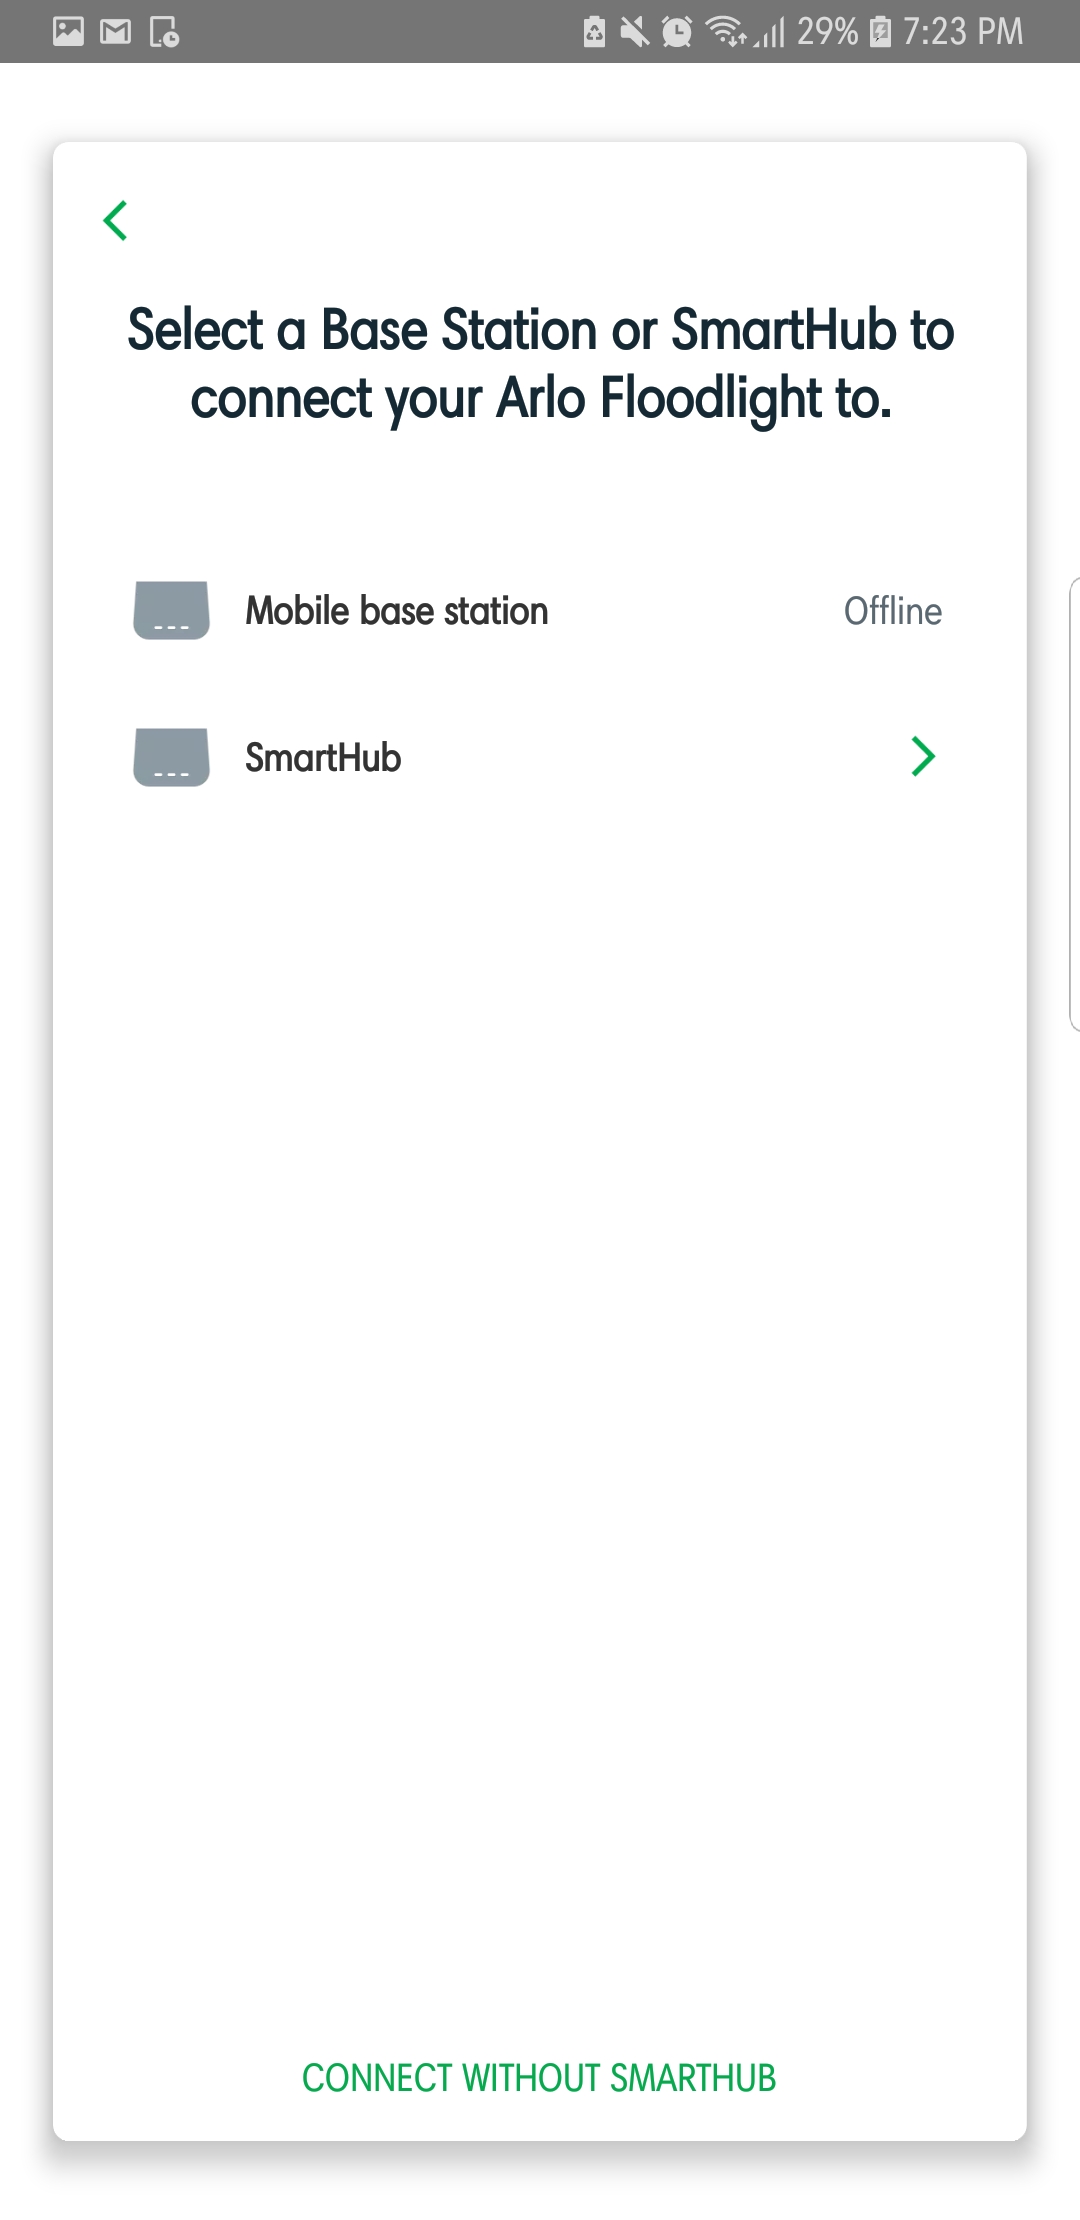 29% 7:23 PM
Select a Base Station or SmartHub to
connect your Arlo Floodlight to.
Mobile base station Offline
SmartHub
CONNECT WITHOUT SMARTHUB